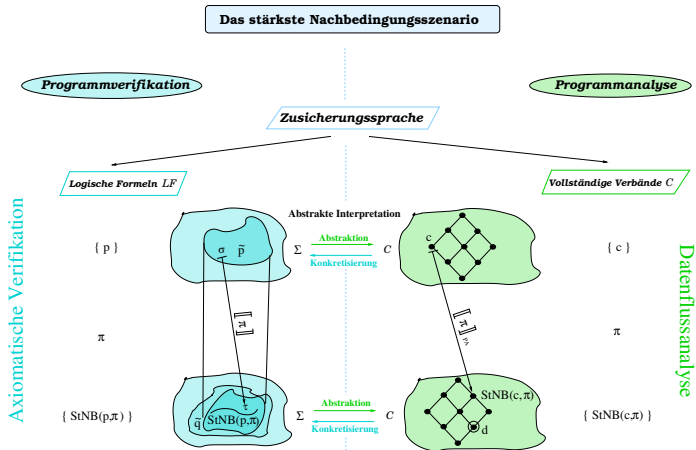 Das stärkste Nachbedingungsszenario
Programmverifikation
Programmanalyse
Zusicherungssprache
Logische Formeln LF
Vollständige Verbände C
Axiomatische Verifikation
Datenflussanalyse
Abstrakte Interpretation
{ p }
σ p̃
Σ
Abstraktion
Konkretisierung
C
c
{ c }
π
⟦ π ⟧
⟦ π ⟧ PA
π
{ StNB(p,π) }
τ
StNB(p,π)
q̃
Σ
Abstraktion
Konkretisierung
C
StNB(c,π)
d
{ StNB(c,π) }